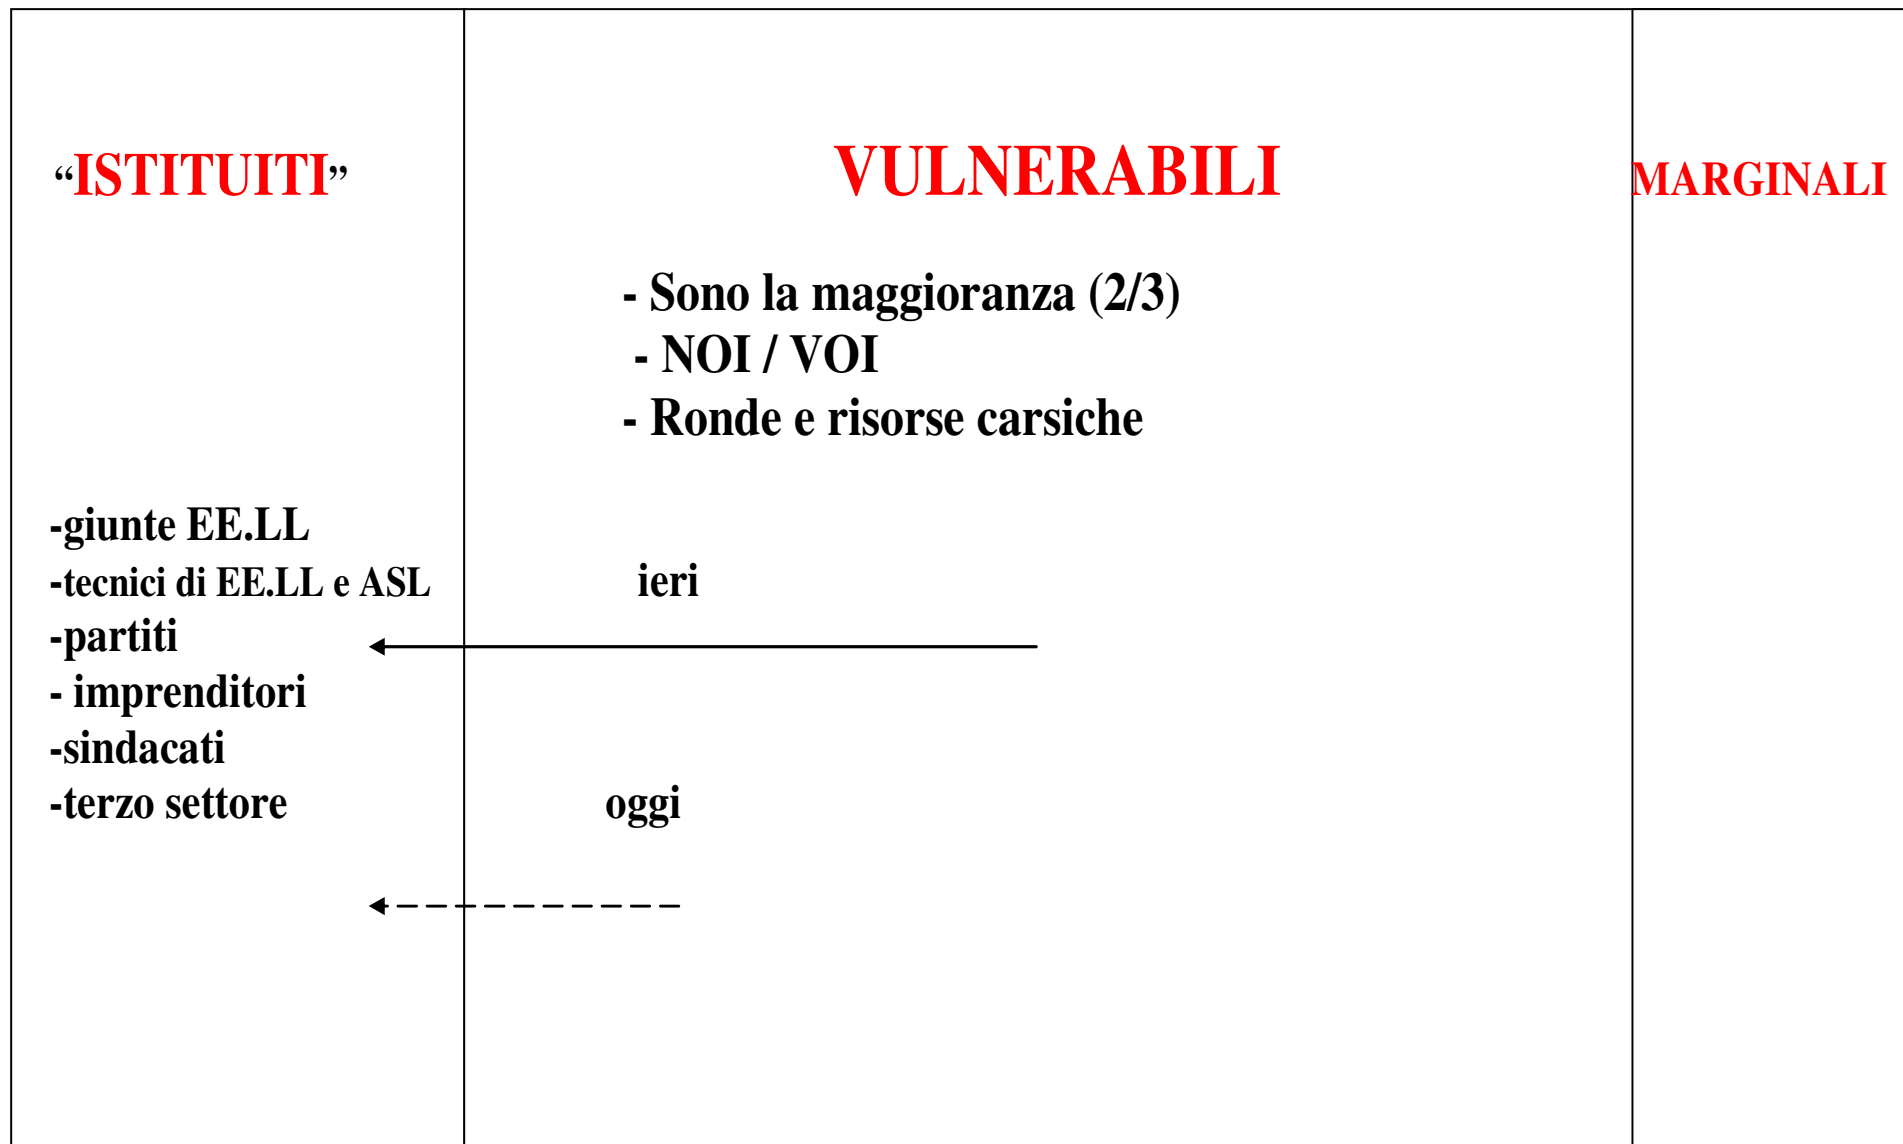 “ISTITUITI”
VULNERABILI
MARGINALI
- Sono la maggioranza (2/3)
- NOI / VOI
- Ronde e risorse carsiche
-giunte EE.LL
-tecnici di EE.LL e ASL
-partiti
- imprenditori
-sindacati
-terzo settore
ieri
oggi